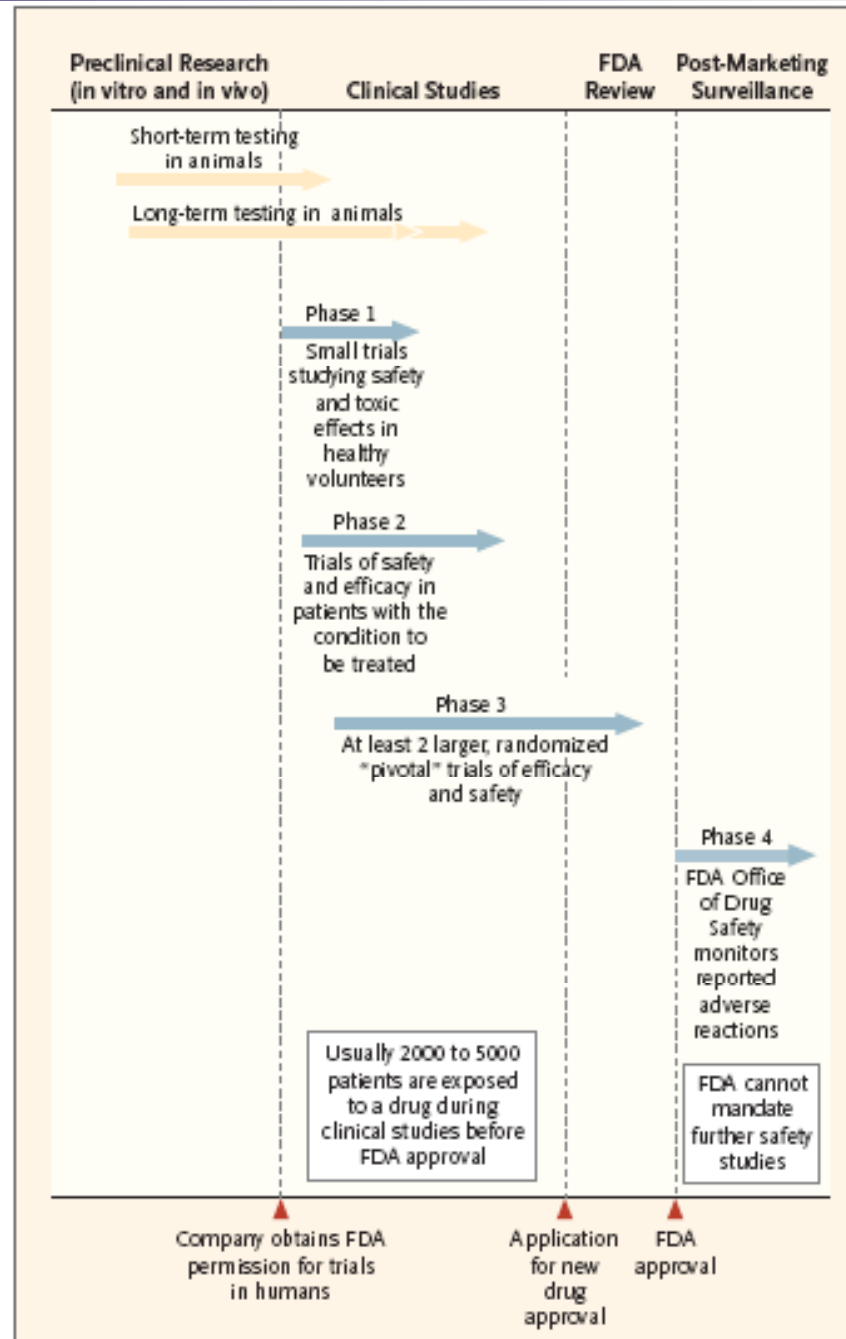 Preclinical Research
(in vitro and in vivo)
Clinical Studies
FDA
Review
Post-Marketing
Surveillance
Short-term testing
in animals
Long-term testing in animals
Phase 1
Small trials
studying safety
and toxic
effects in
healthy
volunteers
Phase 2
Trials of safety
and efficacy in
patients with the
condition to
be treated
Phase 3
At least 2 larger, randomized
"pivotal" trials of efficacy
and safety
Phase 4
FDA Office
of Drug
Safety
monitors
reported
adverse
reactions
Usually 2000 to 5000
patients are exposed
to a drug during
clinical studies before
FDA approval
FDA cannot
mandate
further safety
studies
Company obtains FDA
permission for trials
in humans
Application
for new
drug
approval
FDA
approval